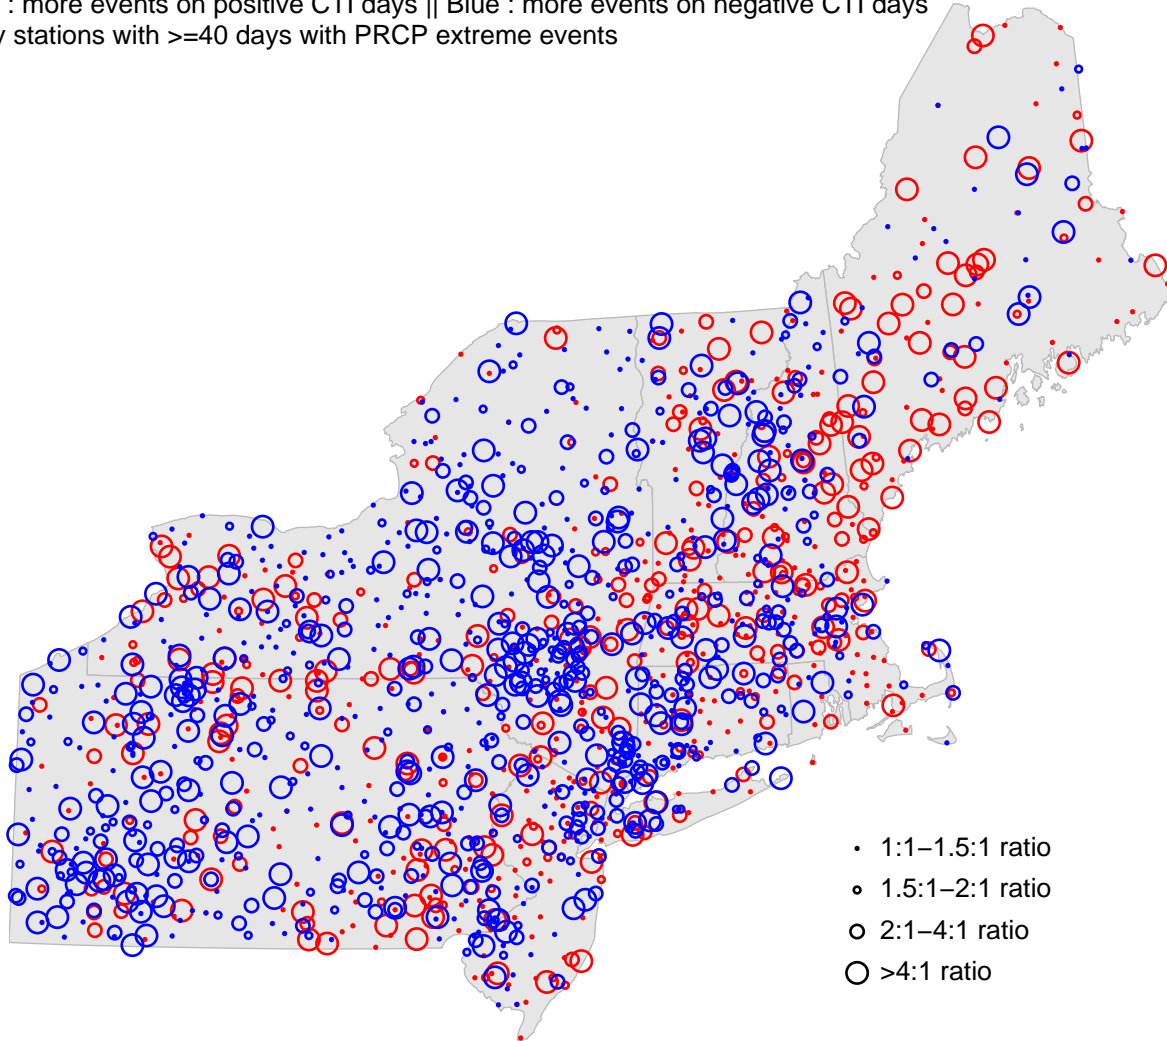 : more events on positive CTI days || Blue : more events on negative CTI days
stations with >=40 days with PRCP extreme events
1:1−1.5:1 ratio
1.5:1−2:1 ratio
2:1−4:1 ratio
>4:1 ratio